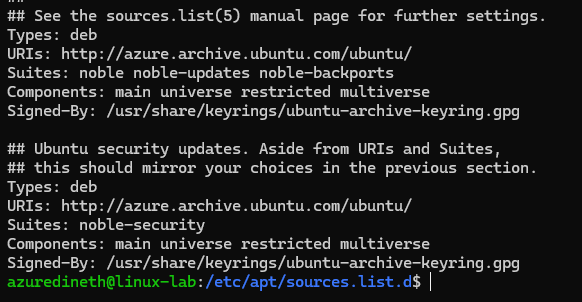 ##
## See the sources.list(5) manual page for further settings.
Types: deb
URIs: http://azure.archive.ubuntu.com/ubuntu/
Suites: noble noble-updates noble-backports
Components: main universe restricted multiverse
Signed-By: /usr/share/keyrings/ubuntu-archive-keyring.gpg

## Ubuntu security updates. Aside from URIs and Suites,
## this should mirror your choices in the previous section.
Types: deb
URIs: http://azure.archive.ubuntu.com/ubuntu/
Suites: noble-security
Components: main universe restricted multiverse
Signed-By: /usr/share/keyrings/ubuntu-archive-keyring.gpg
azuredineth@linux-lab:/etc/apt/sources.list.d$